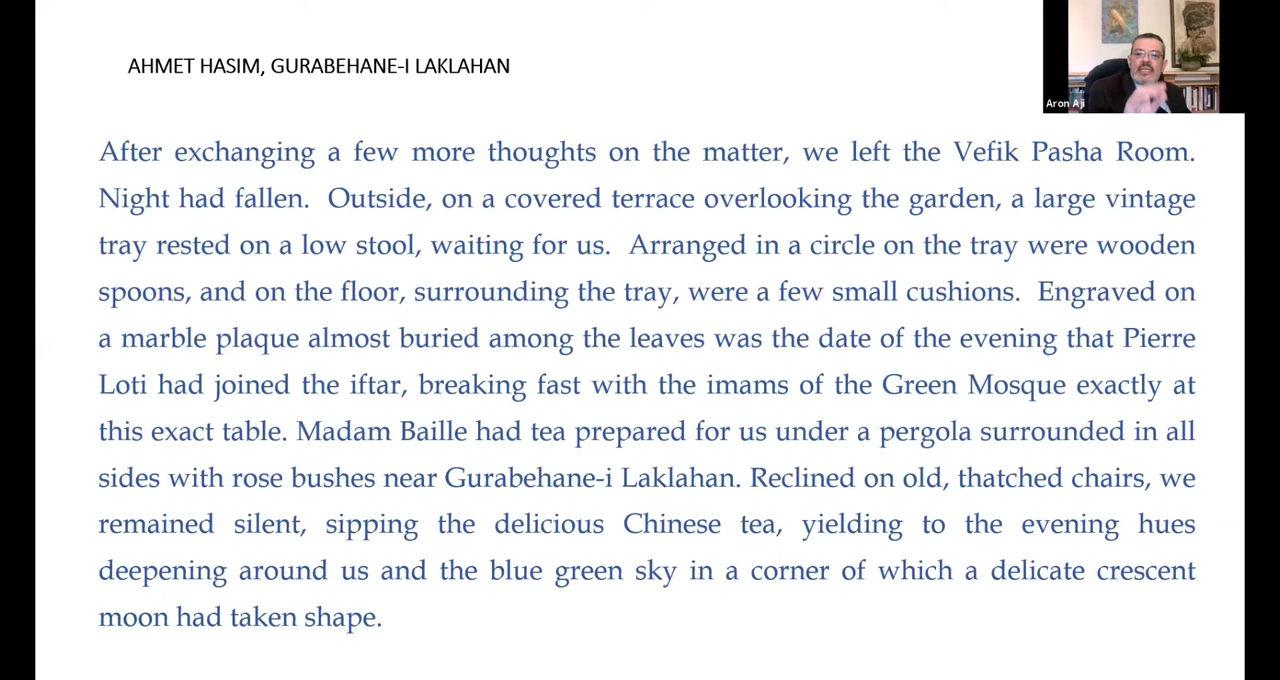 AHMET HASIM, GURABEHANE-I LAKLAHAN
Aron Aji
After exchanging a few more thoughts on the matter, we left the Vefik Pasha Room.
Night had fallen.  Outside, on a covered terrace overlooking the garden, a large vintage
tray rested on a low stool, waiting for us.  Arranged in a circle on the tray were wooden
spoons, and on the floor, surrounding the tray, were a few small cushions.  Engraved on
a marble plaque almost buried among the leaves was the date of the evening that Pierre
Loti had joined the iftar, breaking fast with the imams of the Green Mosque exactly at
this exact table. Madam Baille had tea prepared for us under a pergola surrounded in all
sides with rose bushes near Gurabehane-i Laklahan. Reclined on old, thatched chairs, we
remained silent, sipping the delicious Chinese tea, yielding to the evening hues
deepening around us and the blue green sky in a corner of which a delicate crescent
moon had taken shape.